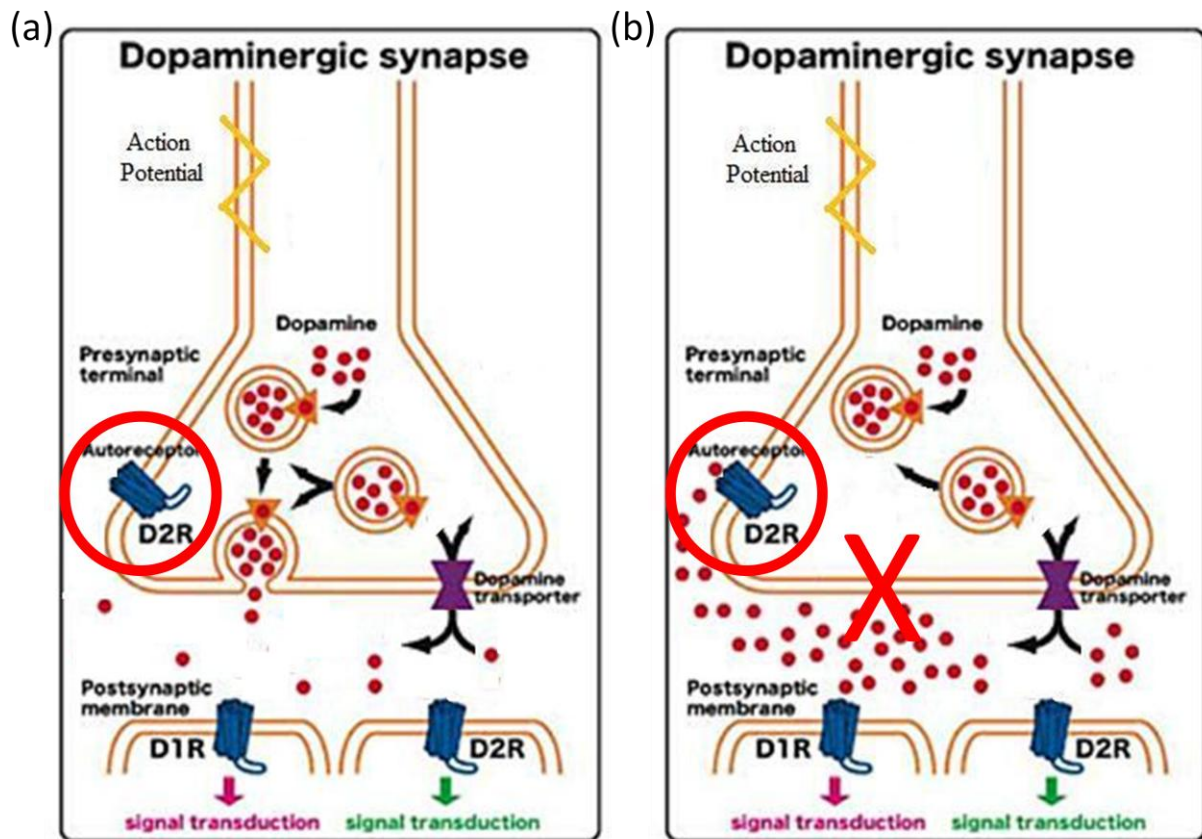 (a)
Dopaminergic synapse
Action
Potential
Dopamine
Presynaptic
terminal
Autoreceptor
D2R
Dopamine
transporter
Postsynaptic
membrane
D1R
D2R
signal transduction
signal transduction
(b)
Dopaminergic synapse
Action
Potential
Dopamine
Presynaptic
terminal
Autoreceptor
D2R
X
Dopamine
transporter
Postsynaptic
membrane
D1R
D2R
signal transduction
signal transduction